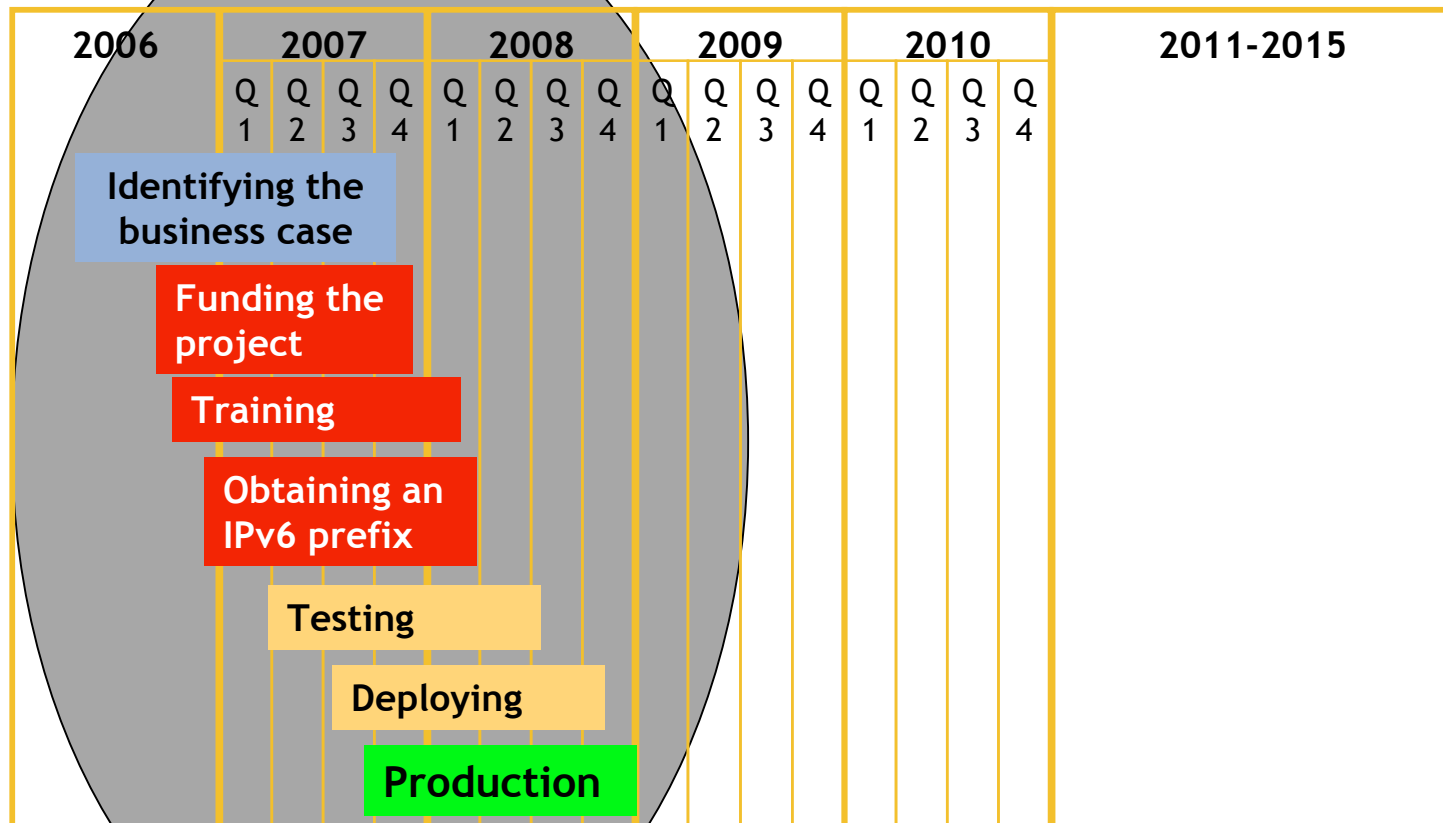 2006 2007 2008 2009 2010 2011-2015
Q Q Q Q Q Q Q Q Q Q Q Q Q Q Q Q
1 2 3 4 1 2 3 4 1 2 3 4 1 2 3 4
Identifying the
business case
Funding the
project
Training
Obtaining an
IPv6 prefix
Testing
Deploying
Production